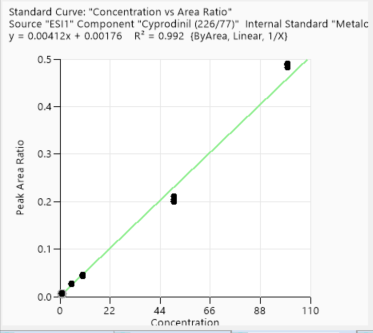 Standard Curve: "Concentration vs Area Ratio"
Source "ESI1" Component "Cyprodinil (226/77)" Internal Standard "Metalc
y = 0.00412x + 0.00176 R² = 0.992 {ByArea, Linear, 1/X}
Peak Area Ratio
0.5
0.4
0.3
0.2
0.1
0.0
0 22 44 66 88 110
Concentration